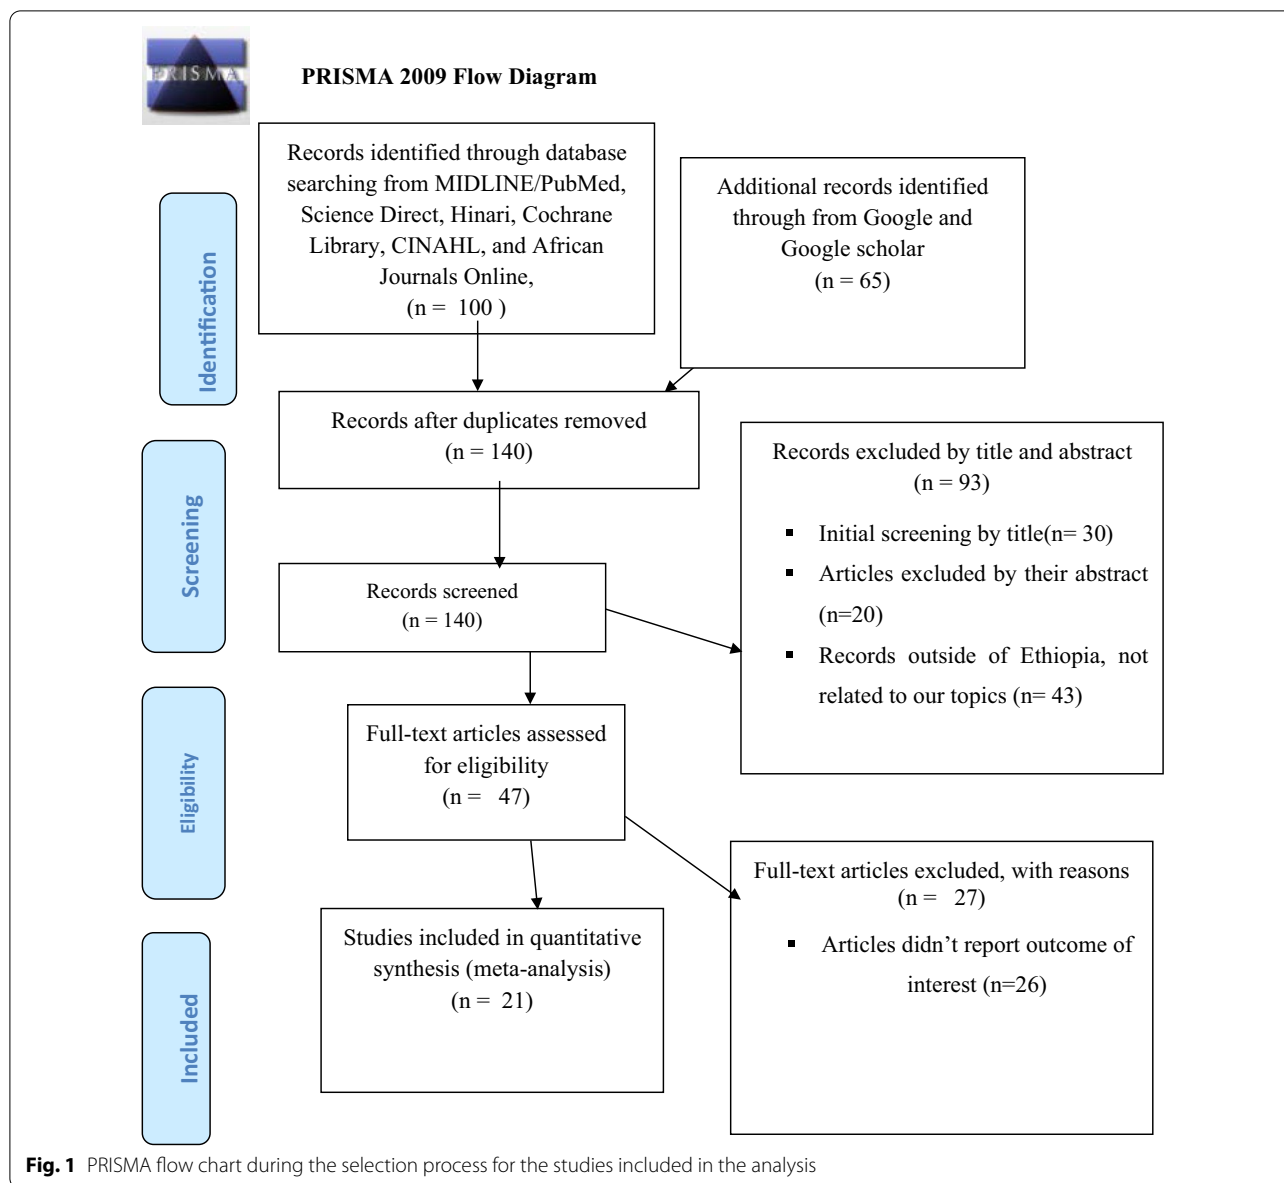 PRISMA
PRISMA 2009 Flow Diagram
Records identified through database
searching from MIDLINE/PubMed,
Science Direct, Hinari, Cochrane
Library, CINAHL, and African
Journals Online,
(n = 100 )
Additional records identified
through from Google and
Google scholar
(n = 65)
Identification
Records after duplicates removed
(n = 140)
Screening
Records screened
(n = 140)
Records excluded by title and abstract
(n = 93)
▪ Initial screening by title(n= 30)
▪ Articles excluded by their abstract
(n=20)
▪ Records outside of Ethiopia, not
related to our topics (n= 43)
Eligibility
Full-text articles assessed
for eligibility
(n = 47)
Full-text articles excluded, with reasons
(n = 27)
▪ Articles didn’t report outcome of
interest (n=26)
Included
Studies included in quantitative
synthesis (meta-analysis)
(n = 21)
Fig. 1 PRISMA flow chart during the selection process for the studies included in the analysis